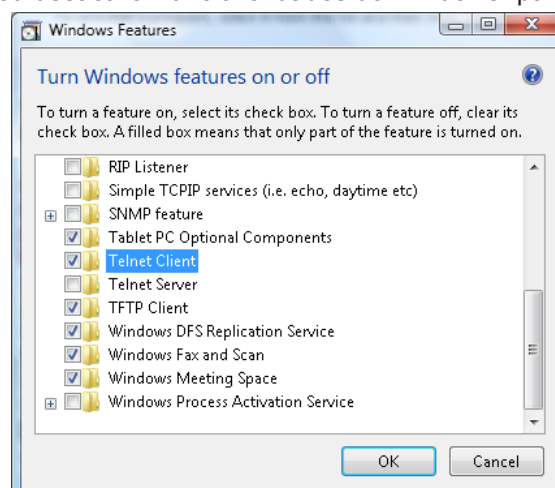 Windows Features
Turn Windows features on or off
To turn a feature on, select its check box. To turn a feature off, clear its
check box. A filled box means that only part of the feature is turned on.
RIP Listener
Simple TCPIP services (i.e. echo, daytime etc)
SNMP feature
Tablet PC Optional Components
Telnet Client
Telnet Server
TFTP Client
Windows DFS Replication Service
Windows Fax and Scan
Windows Meeting Space
Windows Process Activation Service
OK
Cancel